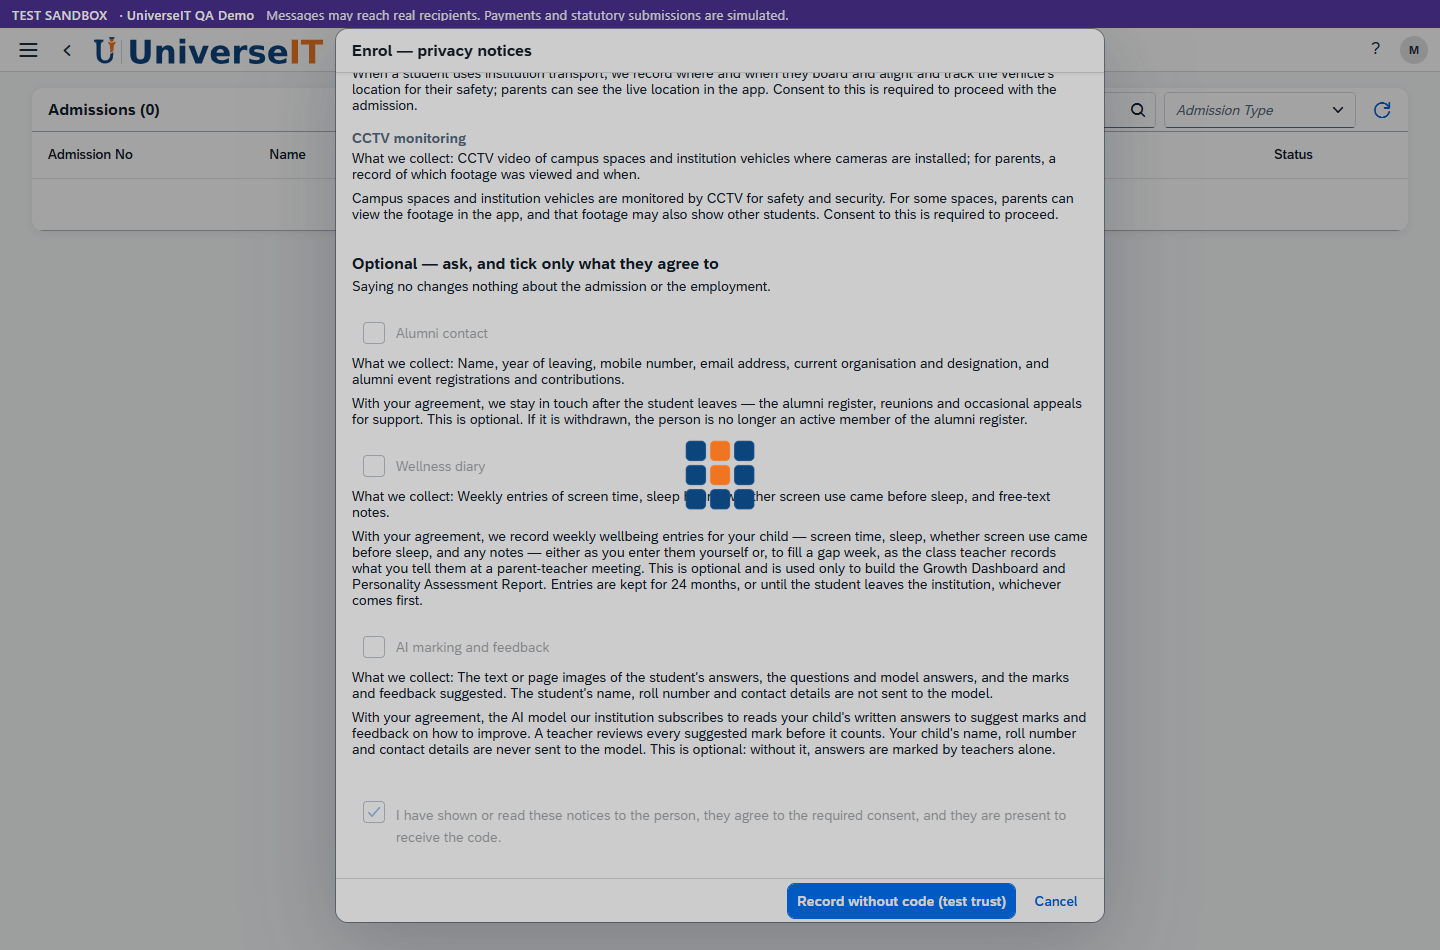 TEST SANDBOX · UniverseIT QA Demo Messages may reach real recipients. Payments and statutory submissions are simulated.
UniverseIT
?
M
Enrol — privacy notices
When a student uses institution transport, we record where and when they board and alight and track the vehicle's
location for their safety; parents can see the live location in the app. Consent to this is required to proceed with the
admission.
Admissions (0)
Admission Type
Admission No
Name
Status
CCTV monitoring
What we collect: CCTV video of campus spaces and institution vehicles where cameras are installed; for parents, a
record of which footage was viewed and when.
Campus spaces and institution vehicles are monitored by CCTV for safety and security. For some spaces, parents can
view the footage in the app, and that footage may also show other students. Consent to this is required to proceed.
Optional — ask, and tick only what they agree to
Saying no changes nothing about the admission or the employment.
Alumni contact
What we collect: Name, year of leaving, mobile number, email address, current organisation and designation, and
alumni event registrations and contributions.
With your agreement, we stay in touch after the student leaves — the alumni register, reunions and occasional appeals
for support. This is optional. If it is withdrawn, the person is no longer an active member of the alumni register.
Wellness diary
What we collect: Weekly entries of screen time, sleep screen use came before sleep, and free-text
notes.
With your agreement, we record weekly wellbeing entries for your child — screen time, sleep, whether screen use came
before sleep, and any notes — either as you enter them yourself or, to fill a gap week, as the class teacher records
what you tell them at a parent-teacher meeting. This is optional and is used only to build the Growth Dashboard and
Personality Assessment Report. Entries are kept for 24 months, or until the student leaves the institution, whichever
comes first.
AI marking and feedback
What we collect: The text or page images of the student's answers, the questions and model answers, and the marks
and feedback suggested. The student's name, roll number and contact details are not sent to the model.
With your agreement, the AI model our institution subscribes to reads your child's written answers to suggest marks and
feedback on how to improve. A teacher reviews every suggested mark before it counts. Your child's name, roll number
and contact details are never sent to the model. This is optional: without it, answers are marked by teachers alone.
I have shown or read these notices to the person, they agree to the required consent, and they are present to
receive the code.
Record without code (test trust)
Cancel